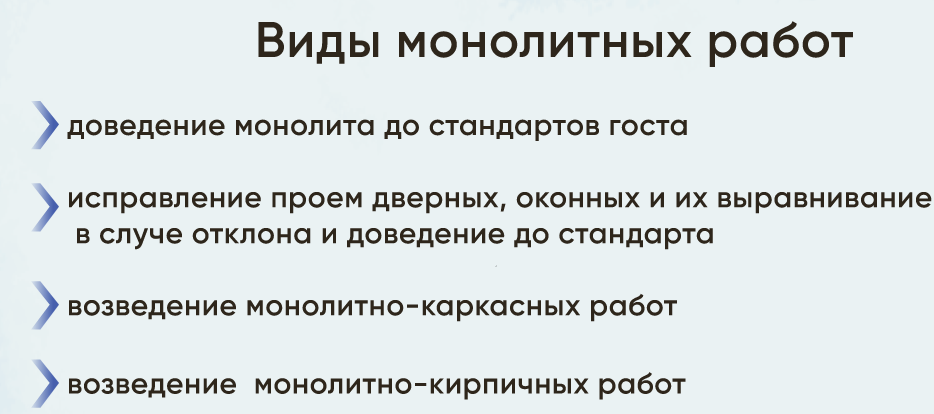 Виды монолитных работ
доведение монолита до стандартов госта
исправление проем дверных, оконных и их выравнивание
в случе отклона и доведение до стандарта
возведение монолитно-каркасных работ
возведение монолитно-кирпичных работ